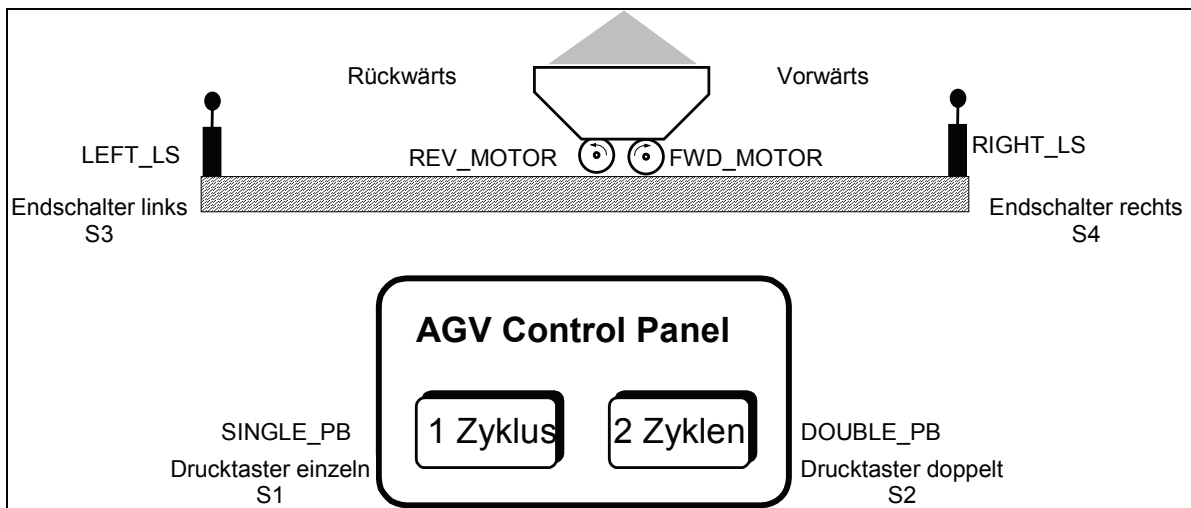 Rückwärts
Vorwärts
LEFT_LS
REV_MOTOR
FWD_MOTOR
RIGHT_LS
Endschalter links
S3
Endschalter rechts
S4
AGV Control Panel
SINGLE_PB
1 Zyklus
2 Zyklen
DOUBLE_PB
Drucktaster einzeln
S1
Drucktaster doppelt
S2